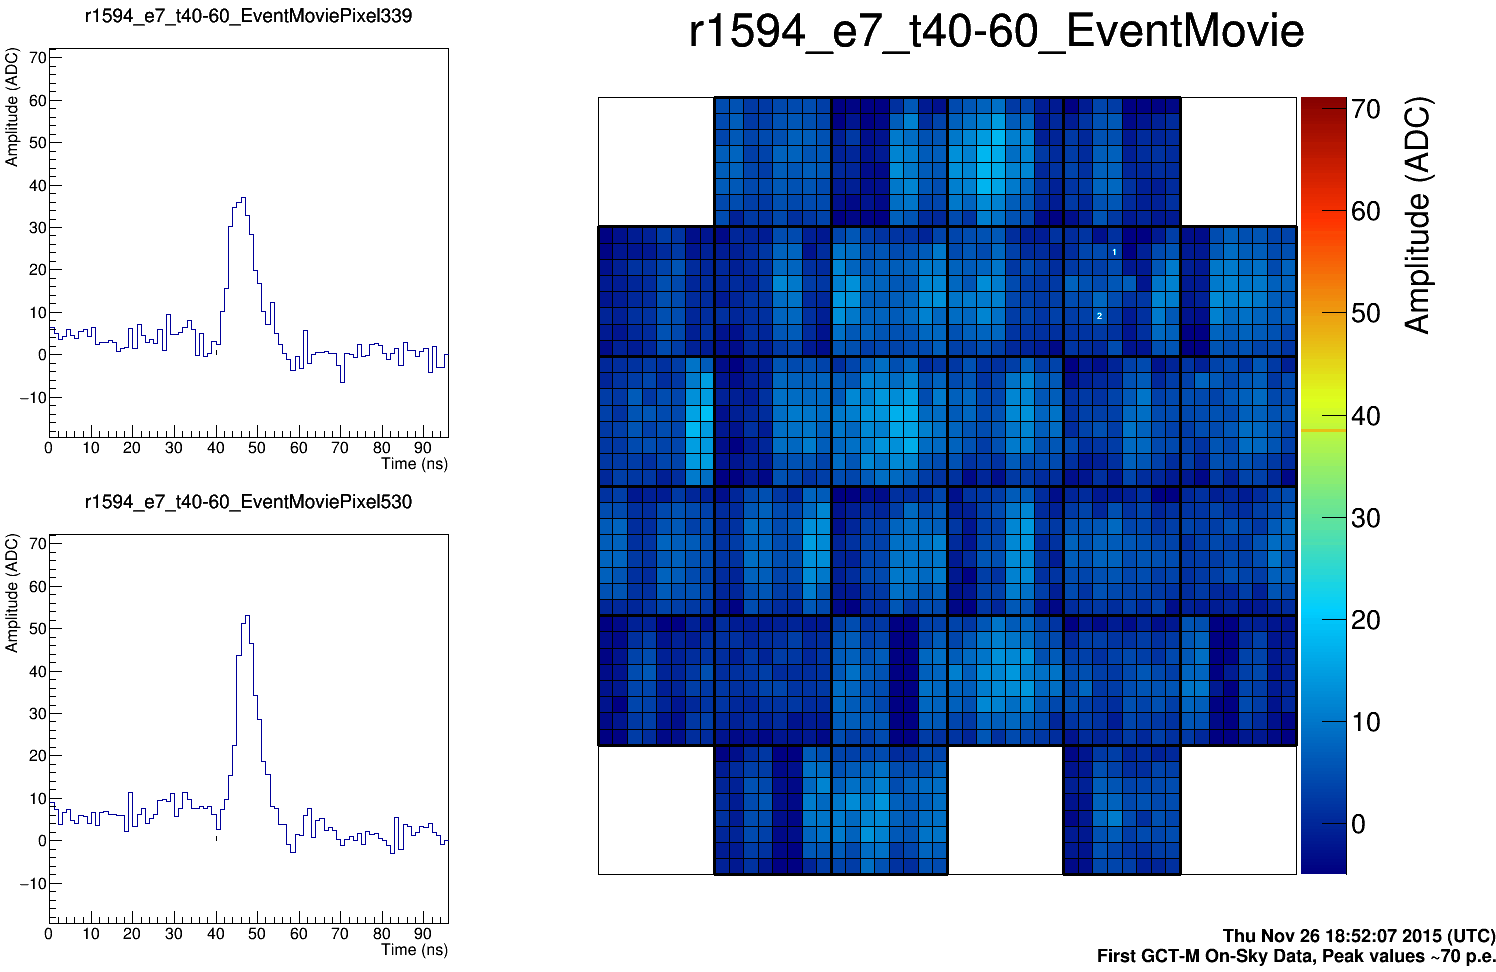 r1594_e7_t40-60_EventMoviePixel339
Amplitude (ADC)
70
60
50
40
30
20
10
0
−10
0 10 20 30 40 50 60 70 80 90
Time (ns)
r1594_e7_t40-60_EventMoviePixel530
Amplitude (ADC)
70
60
50
40
30
20
10
0
−10
0 10 20 30 40 50 60 70 80 90
Time (ns)
r1594_e7_t40-60_EventMovie
1
2
70
60
50
40
30
20
10
0
Amplitude (ADC)
Thu Nov 26 18:52:07 2015 (UTC)
First GCT-M On-Sky Data, Peak values ~70 p.e.